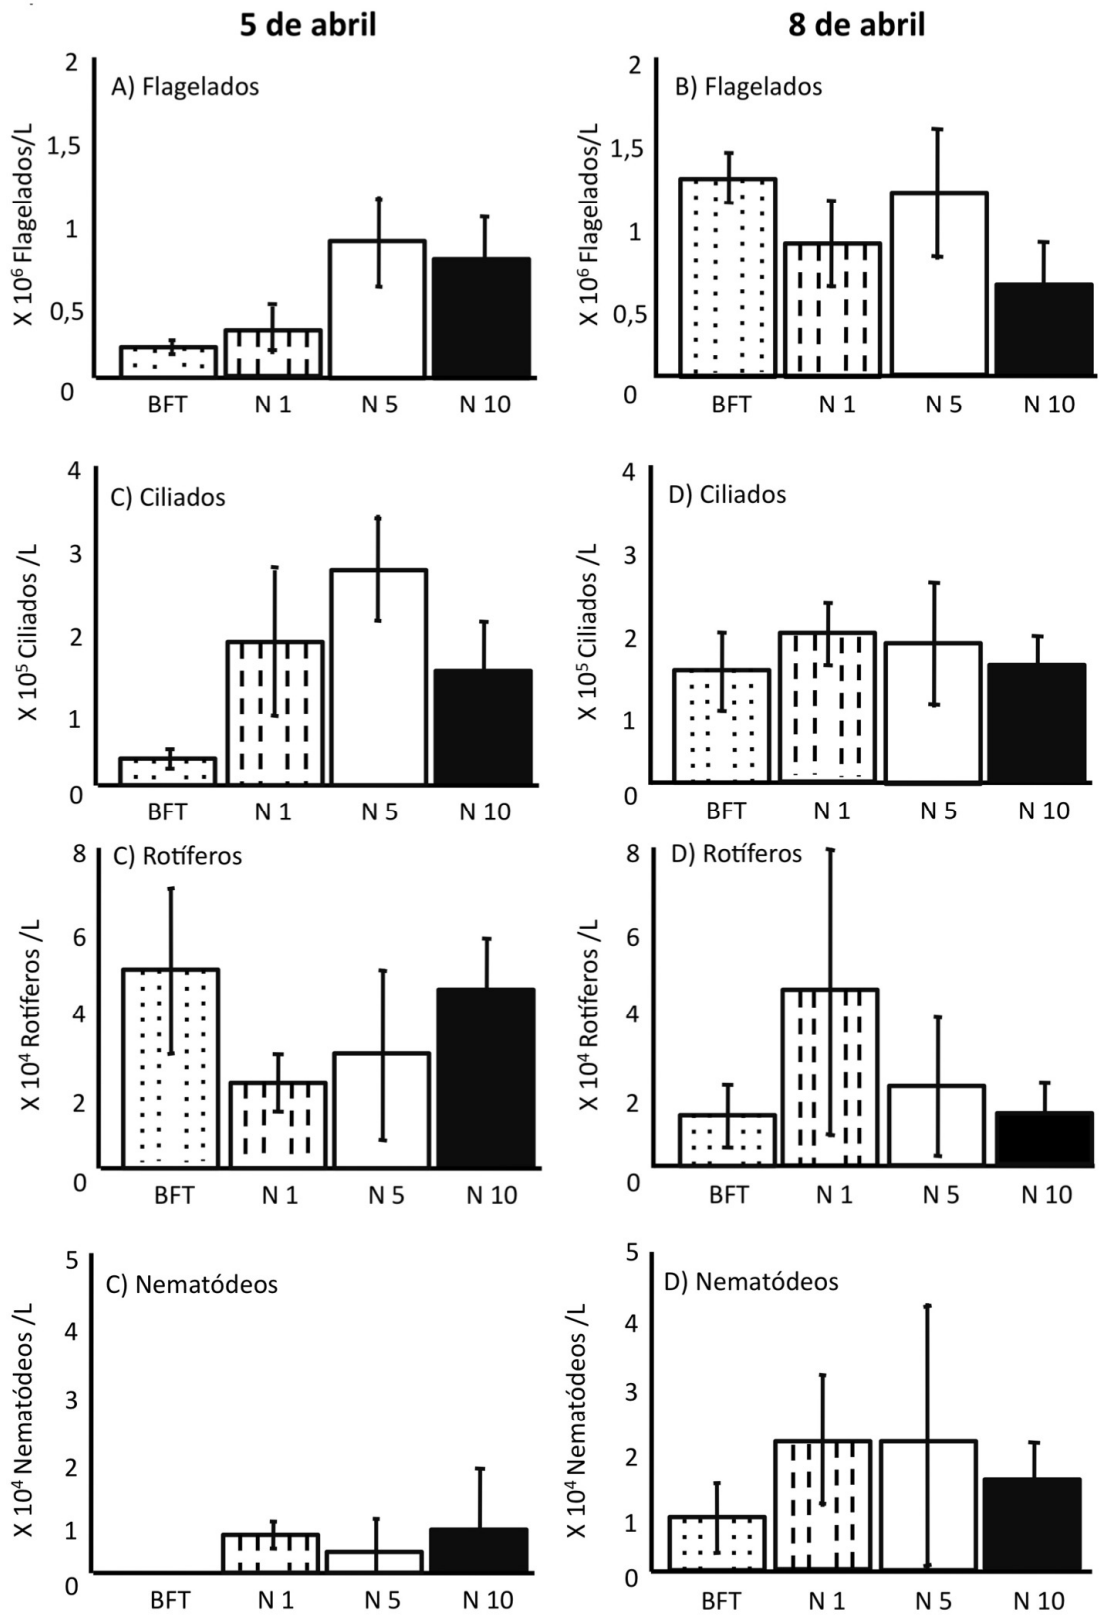 5 de abril
8 de abril
A) Flagelados
X 10⁶ Flagelados/L
2
1,5
1
0,5
0
BFT N 1 N 5 N 10
B) Flagelados
X 10⁶ Flagelados/L
2
1,5
1
0,5
0
BFT N 1 N 5 N 10
C) Ciliados
X 10⁵ Ciliados /L
4
3
2
1
0
BFT N 1 N 5 N 10
D) Ciliados
X 10⁵ Ciliados /L
4
3
2
1
0
BFT N 1 N 5 N 10
C) Rotíferos
X 10⁴ Rotíferos /L
8
6
4
2
0
BFT N 1 N 5 N 10
D) Rotíferos
X 10⁴ Rotíferos /L
8
6
4
2
0
BFT N 1 N 5 N 10
C) Nematódeos
X 10⁴ Nematódeos /L
5
4
3
2
1
0
BFT N 1 N 5 N 10
D) Nematódeos
X 10⁴ Nematódeos /L
5
4
3
2
1
0
BFT N 1 N 5 N 10